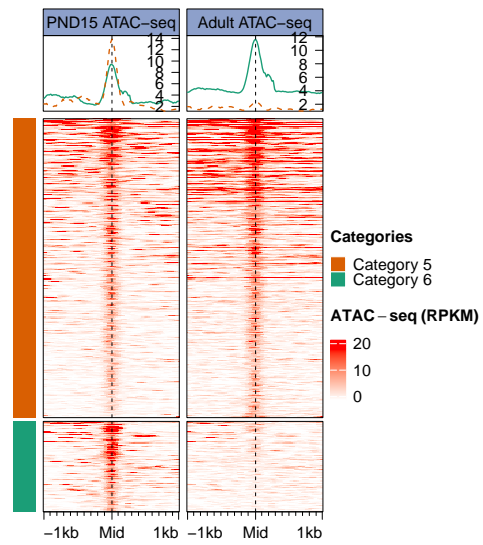 PND15 ATAC−seq Adult ATAC−seq
14 12 10 8 6 4 2
12 10 8 6 4 2
Categories
Category 5
Category 6
ATAC − seq (RPKM)
20
10
0
−1kb Mid 1kb −1kb Mid 1kb